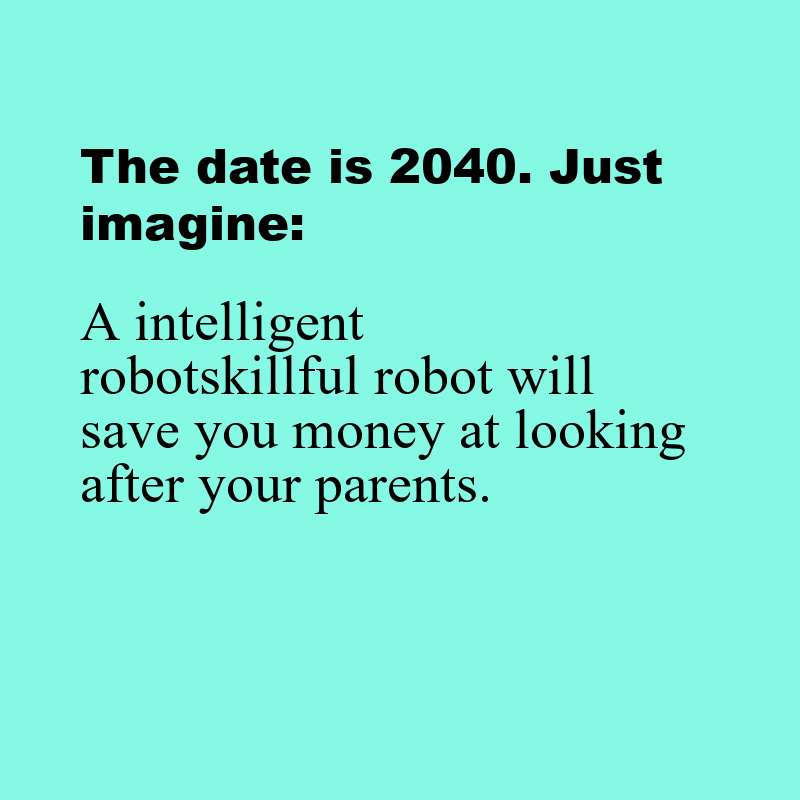 The date is 2040. Just
imagine:
A intelligent
robotskillful robot will
save you money at looking
after your parents.